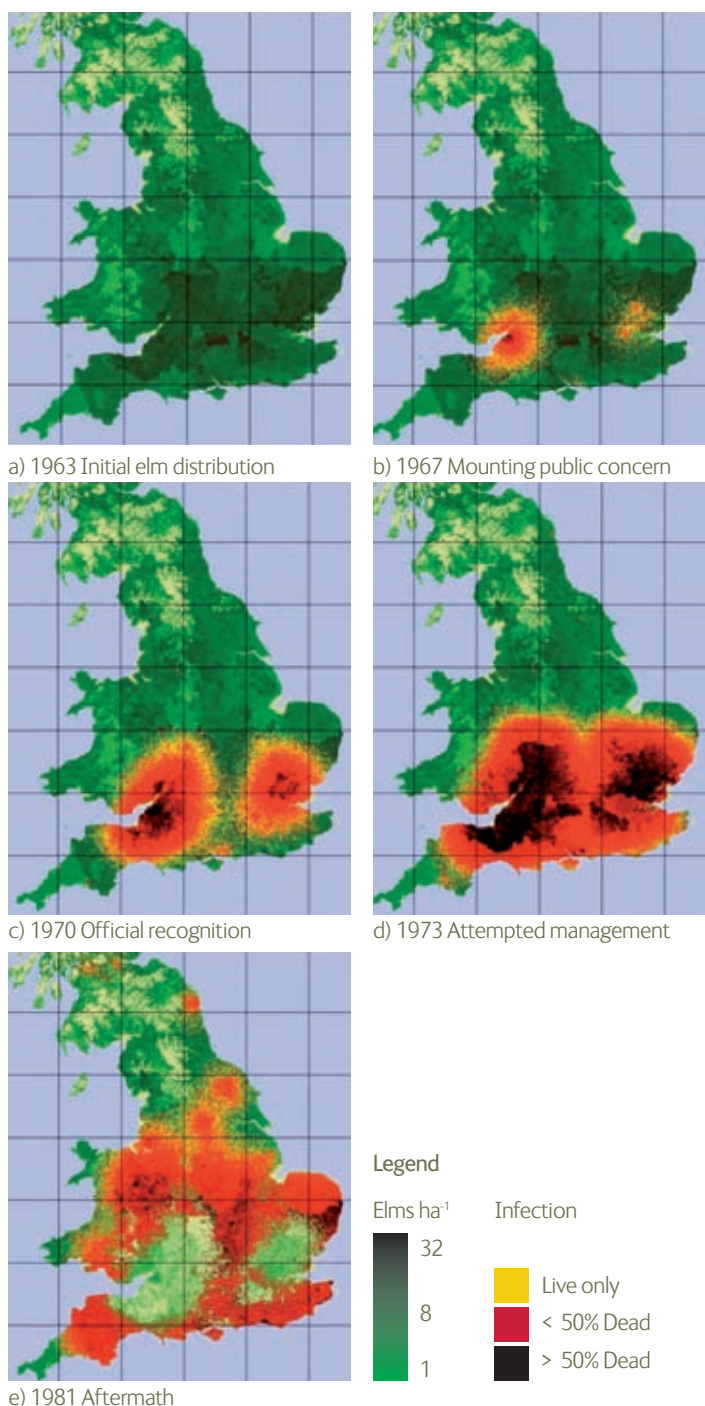 a) 1963 Initial elm distribution
b) 1967 Mounting public concern
c) 1970 Official recognition
d) 1973 Attempted management
e) 1981 Aftermath
Legend
Elms ha⁻¹
32
8
1
Infection
Live only
< 50% Dead
> 50% Dead